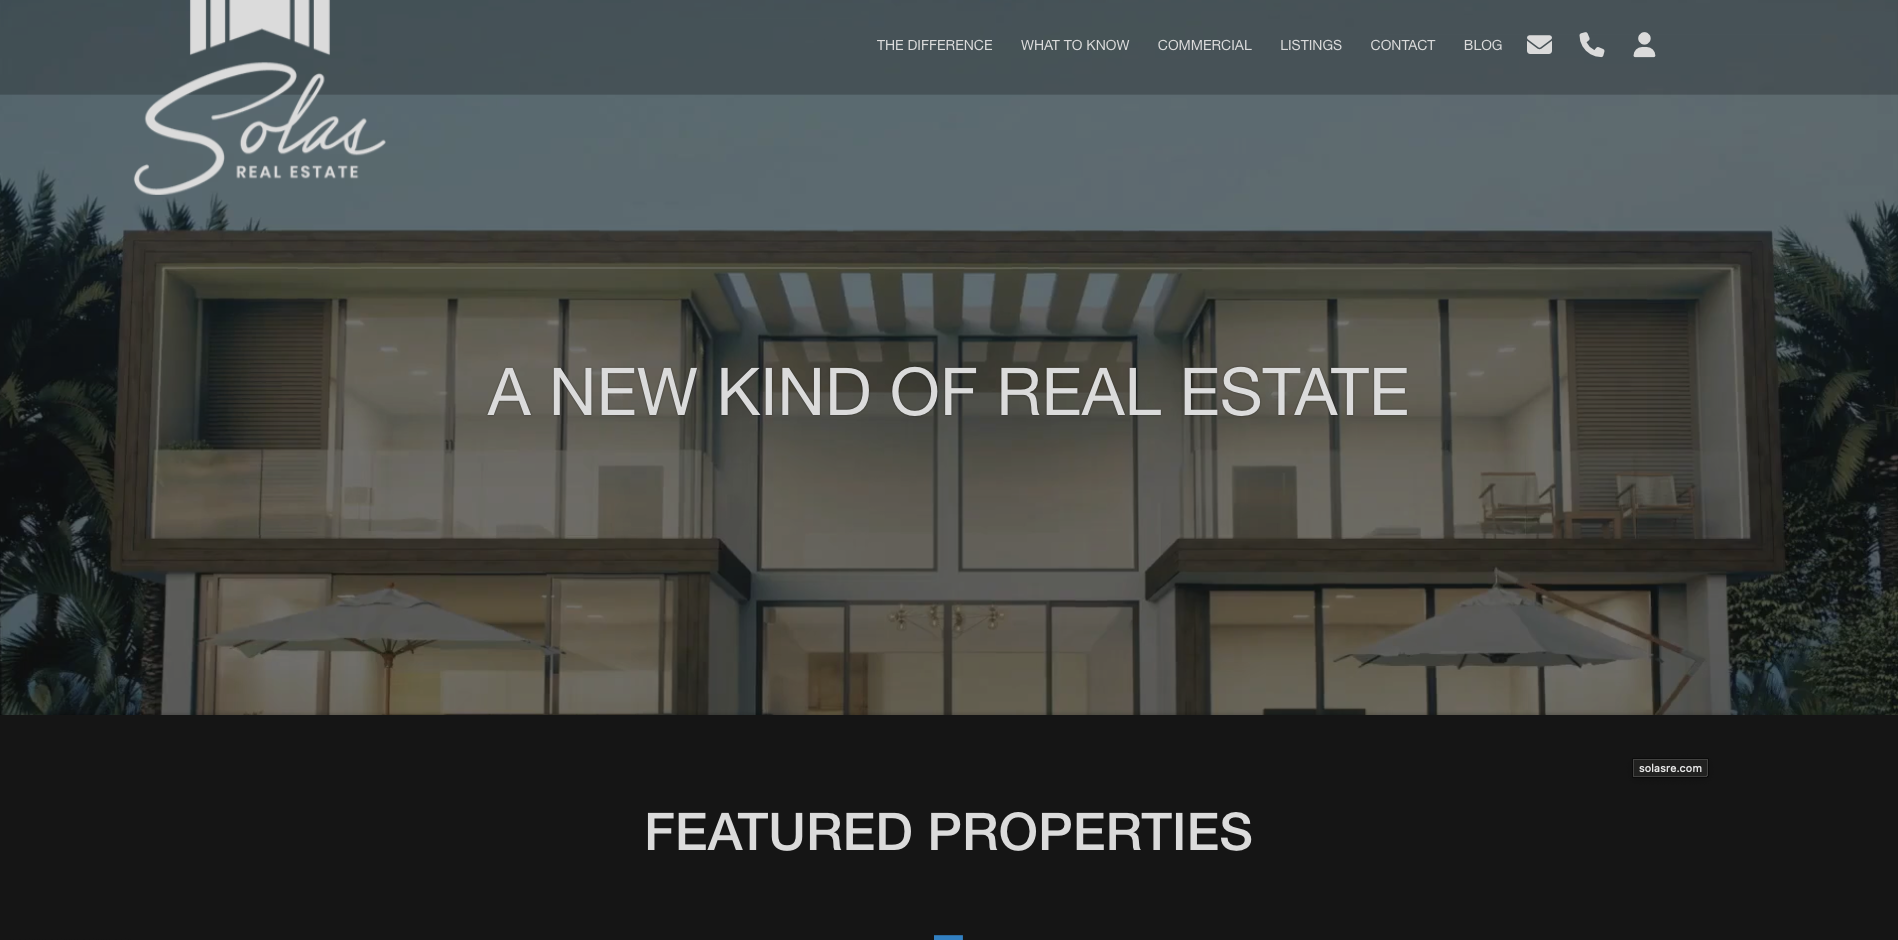 Solas
REAL ESTATE
THE DIFFERENCE
WHAT TO KNOW
COMMERCIAL
LISTINGS
CONTACT
BLOG
A NEW KIND OF REAL ESTATE
solasre.com
FEATURED PROPERTIES